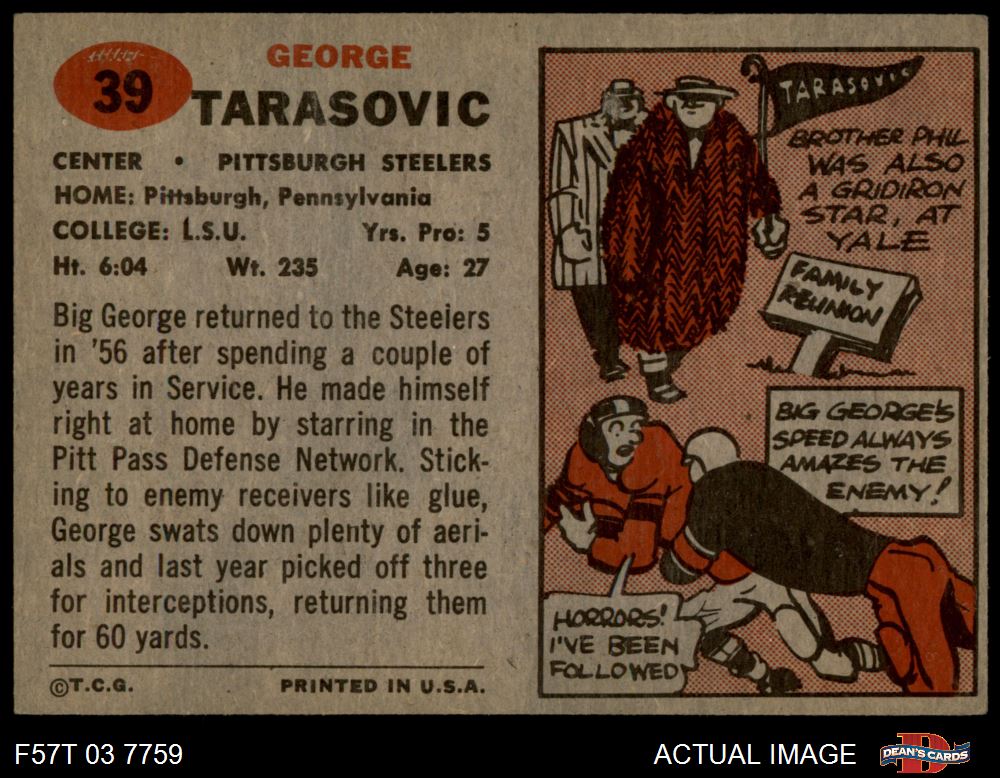 39
GEORGE
TARASOVIC
CENTER • PITTSBURGH STEELERS
HOME: Pittsburgh, Pennsylvania
COLLEGE: L.S.U. Yrs. Pro: 5
Ht. 6:04 Wt. 235 Age: 27
Big George returned to the Steelers
in '56 after spending a couple of
years in Service. He made himself
right at home by starring in the
Pitt Pass Defense Network. Stick-
ing to enemy receivers like glue,
George swats down plenty of aeri-
als and last year picked off three
for interceptions, returning them
for 60 yards.
©T.C.G. PRINTED IN U.S.A.
TARASOVIC
BROTHER PHIL
WAS ALSO
A GRIDIRON
STAR, AT
YALE
FAMILY
REUNION
BIG GEORGE'S
SPEED ALWAYS
AMAZES THE
ENEMY!
HORRORS!
I'VE BEEN
FOLLOWED
F57T 03 7759
ACTUAL IMAGE
DEAN'S CARDS